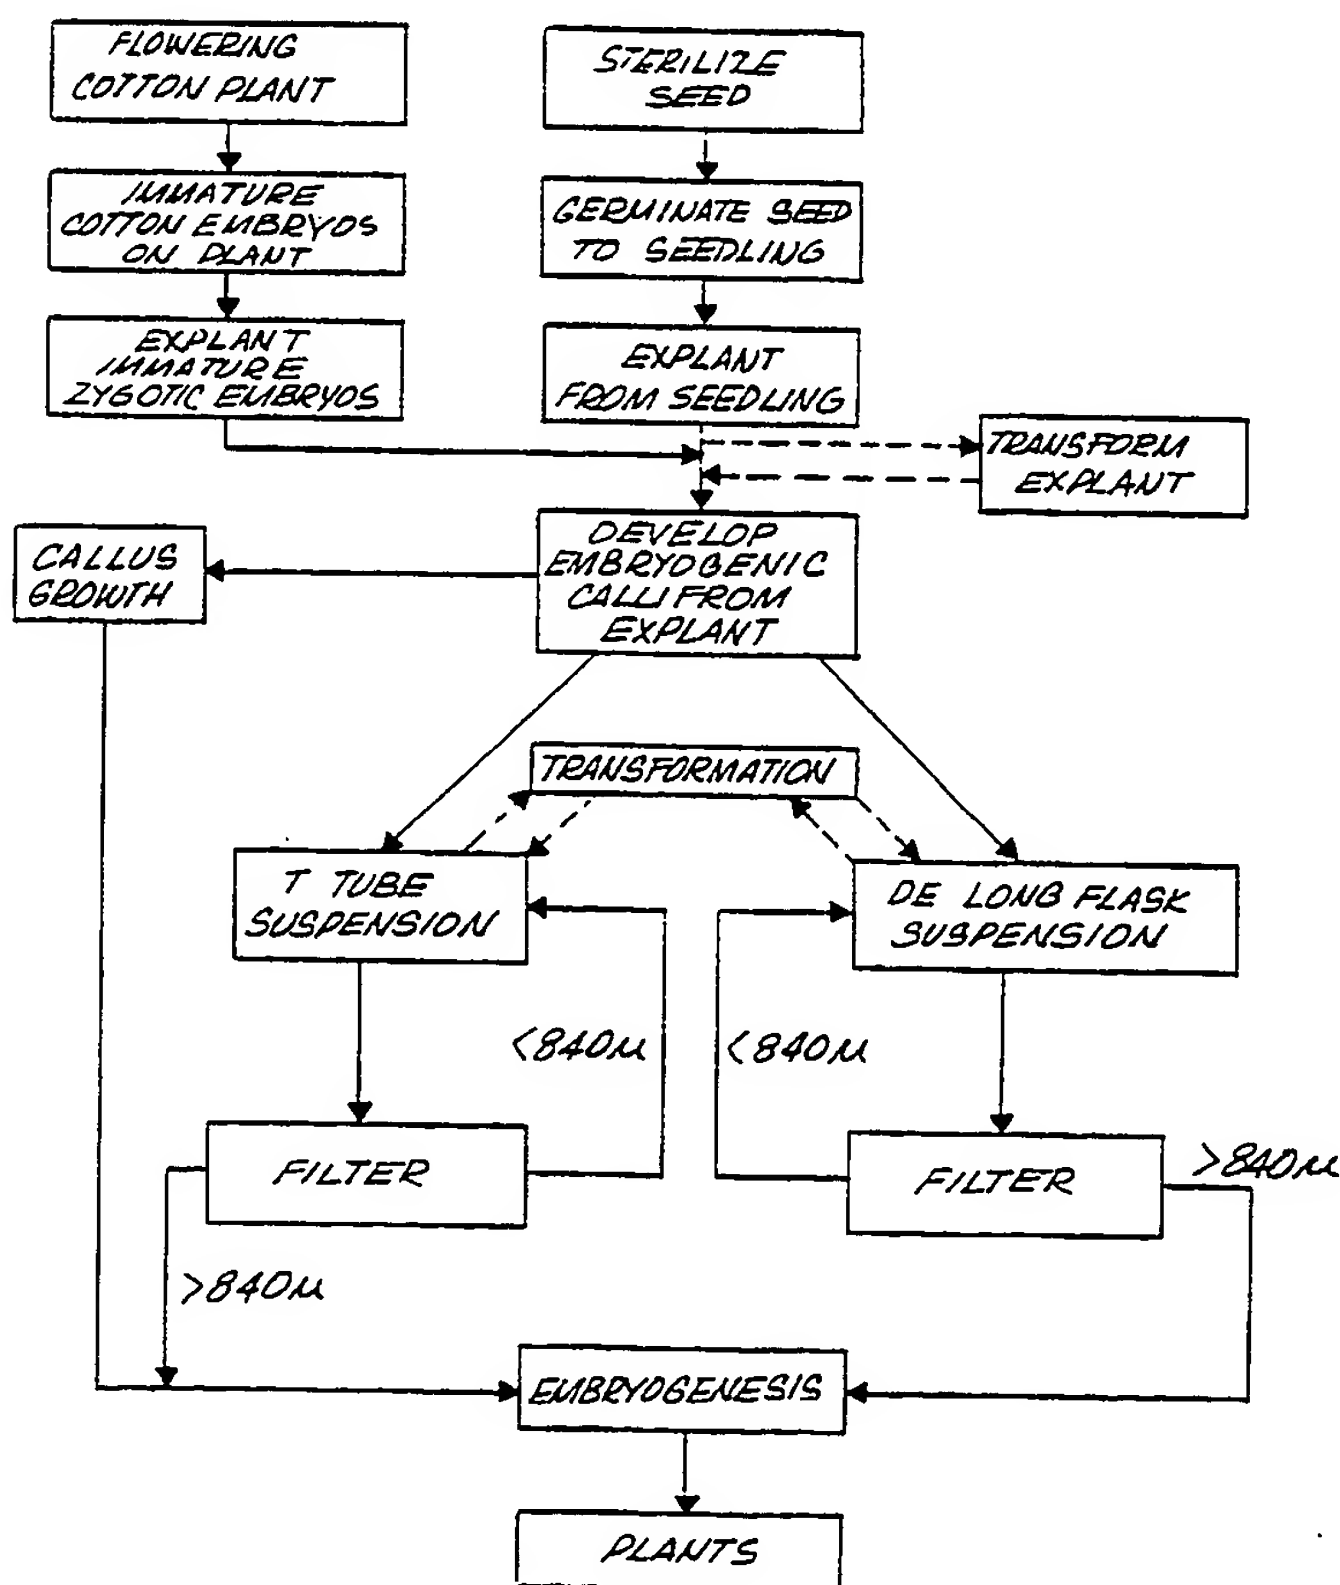 FLOWERING
COTTON PLANT
STERILIZE
SEED
IMMATURE
COTTON EMBRYOS
ON PLANT
GERMINATE SEED
TO SEEDLING
EXPLANT
IMMATURE
ZYGOTIC EMBRYOS
EXPLANT
FROM SEEDLING
TRANSFORM
EXPLANT
CALLUS
GROWTH
DEVELOP
EMBRYOGENIC
CALLI FROM
EXPLANT
TRANSFORMATION
T TUBE
SUSPENSION
DE LONG FLASK
SUSPENSION
<840µ
<840µ
FILTER
FILTER
>840µ
>840µ
EMBRYOGENESIS
PLANTS